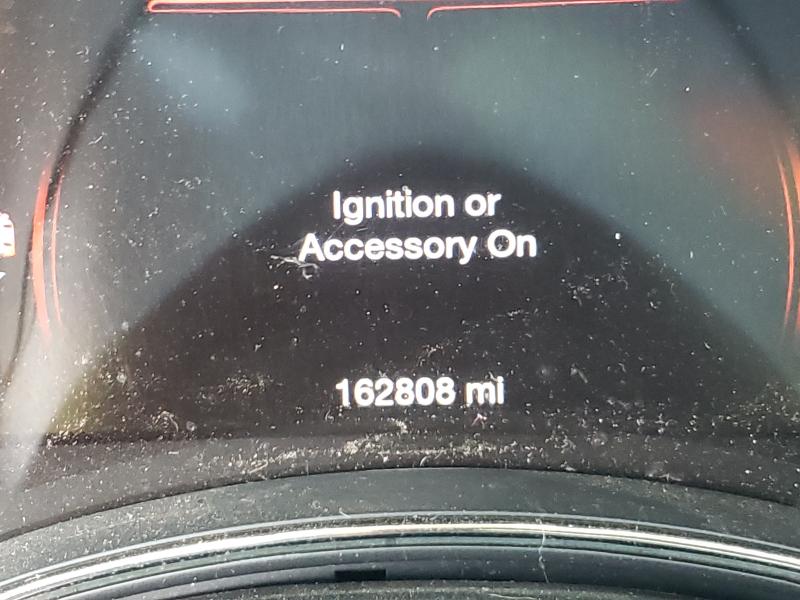 Ignition or
Accessory On
162808 mi